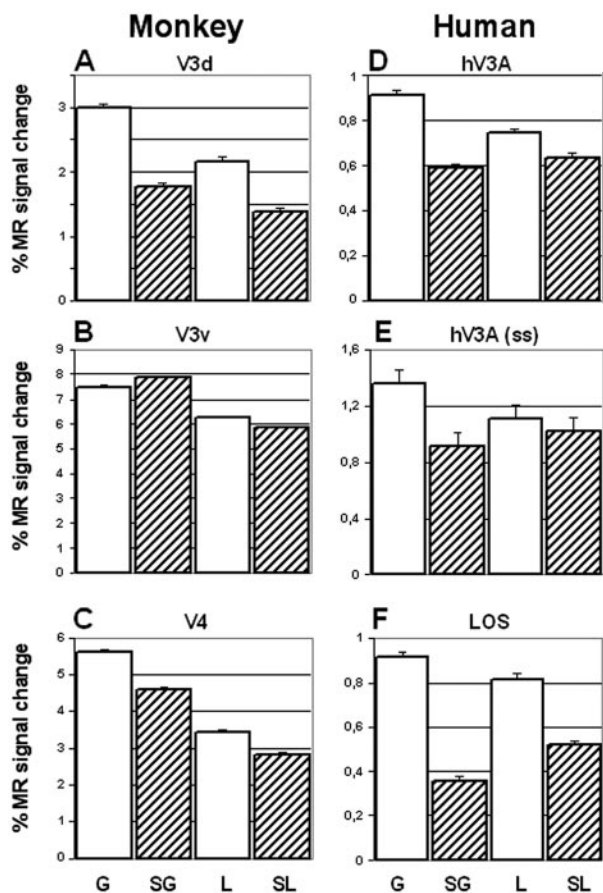 Monkey
Human
A
V3d
% MR signal change
3
2
1
0
D
hV3A
1
0,8
0,6
0,4
0,2
0
B
V3v
% MR signal change
9
8
7
6
5
4
3
2
1
0
E
hV3A (ss)
1,6
1,2
0,8
0,4
0
C
V4
% MR signal change
6
5
4
3
2
1
0
F
LOS
1
0,8
0,6
0,4
0,2
0
G SG L SL
G SG L SL